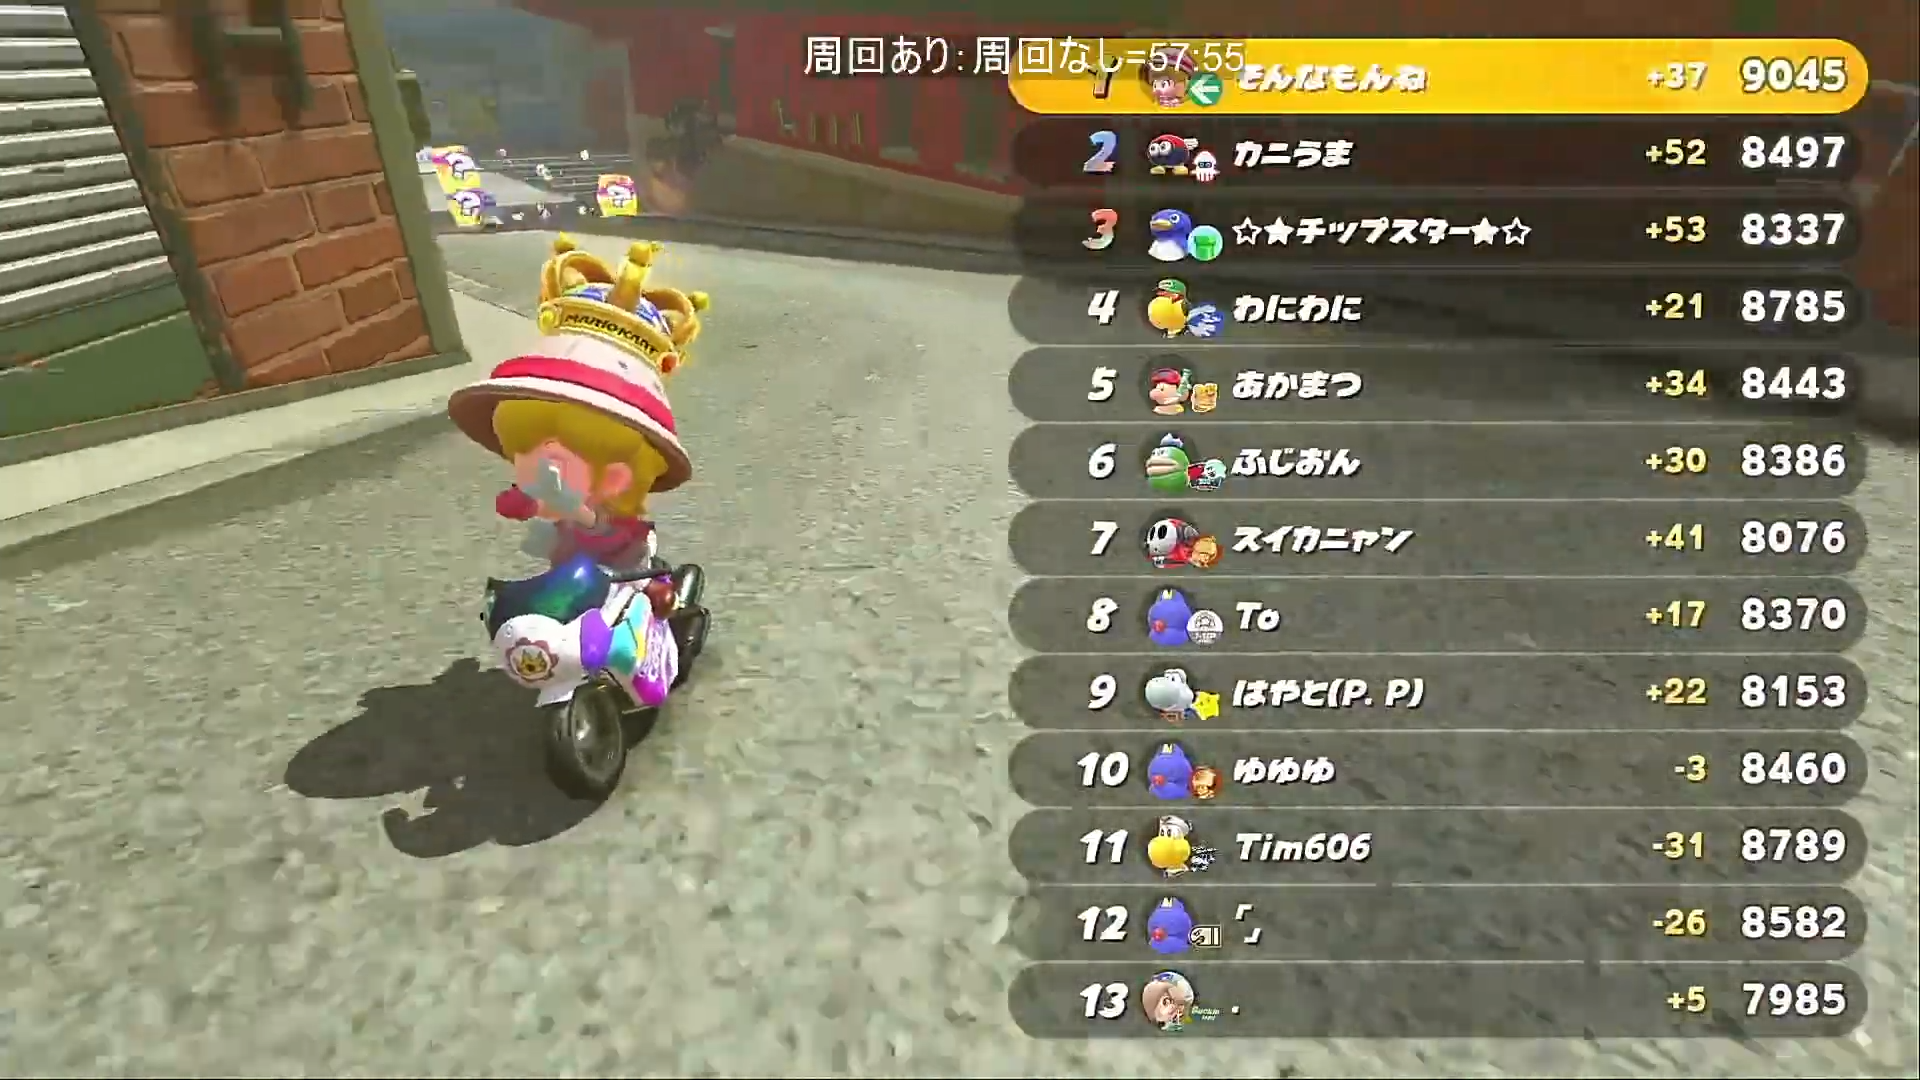 周回あり: 周回なし=57:55
1 そんなもんね +37 9045
MARIOKART
2 カニうま +52 8497
3 ☆★チップスター★☆ +53 8337
4 わにわに +21 8785
5 あかまつ +34 8443
6 ふじおん +30 8386
7 スイカニャン +41 8076
8 To +17 8370
9 はやと(P. P) +22 8153
10 ゆゆゆ -3 8460
11 Tim606 -31 8789
12 「」 -26 8582
13 . +5 7985